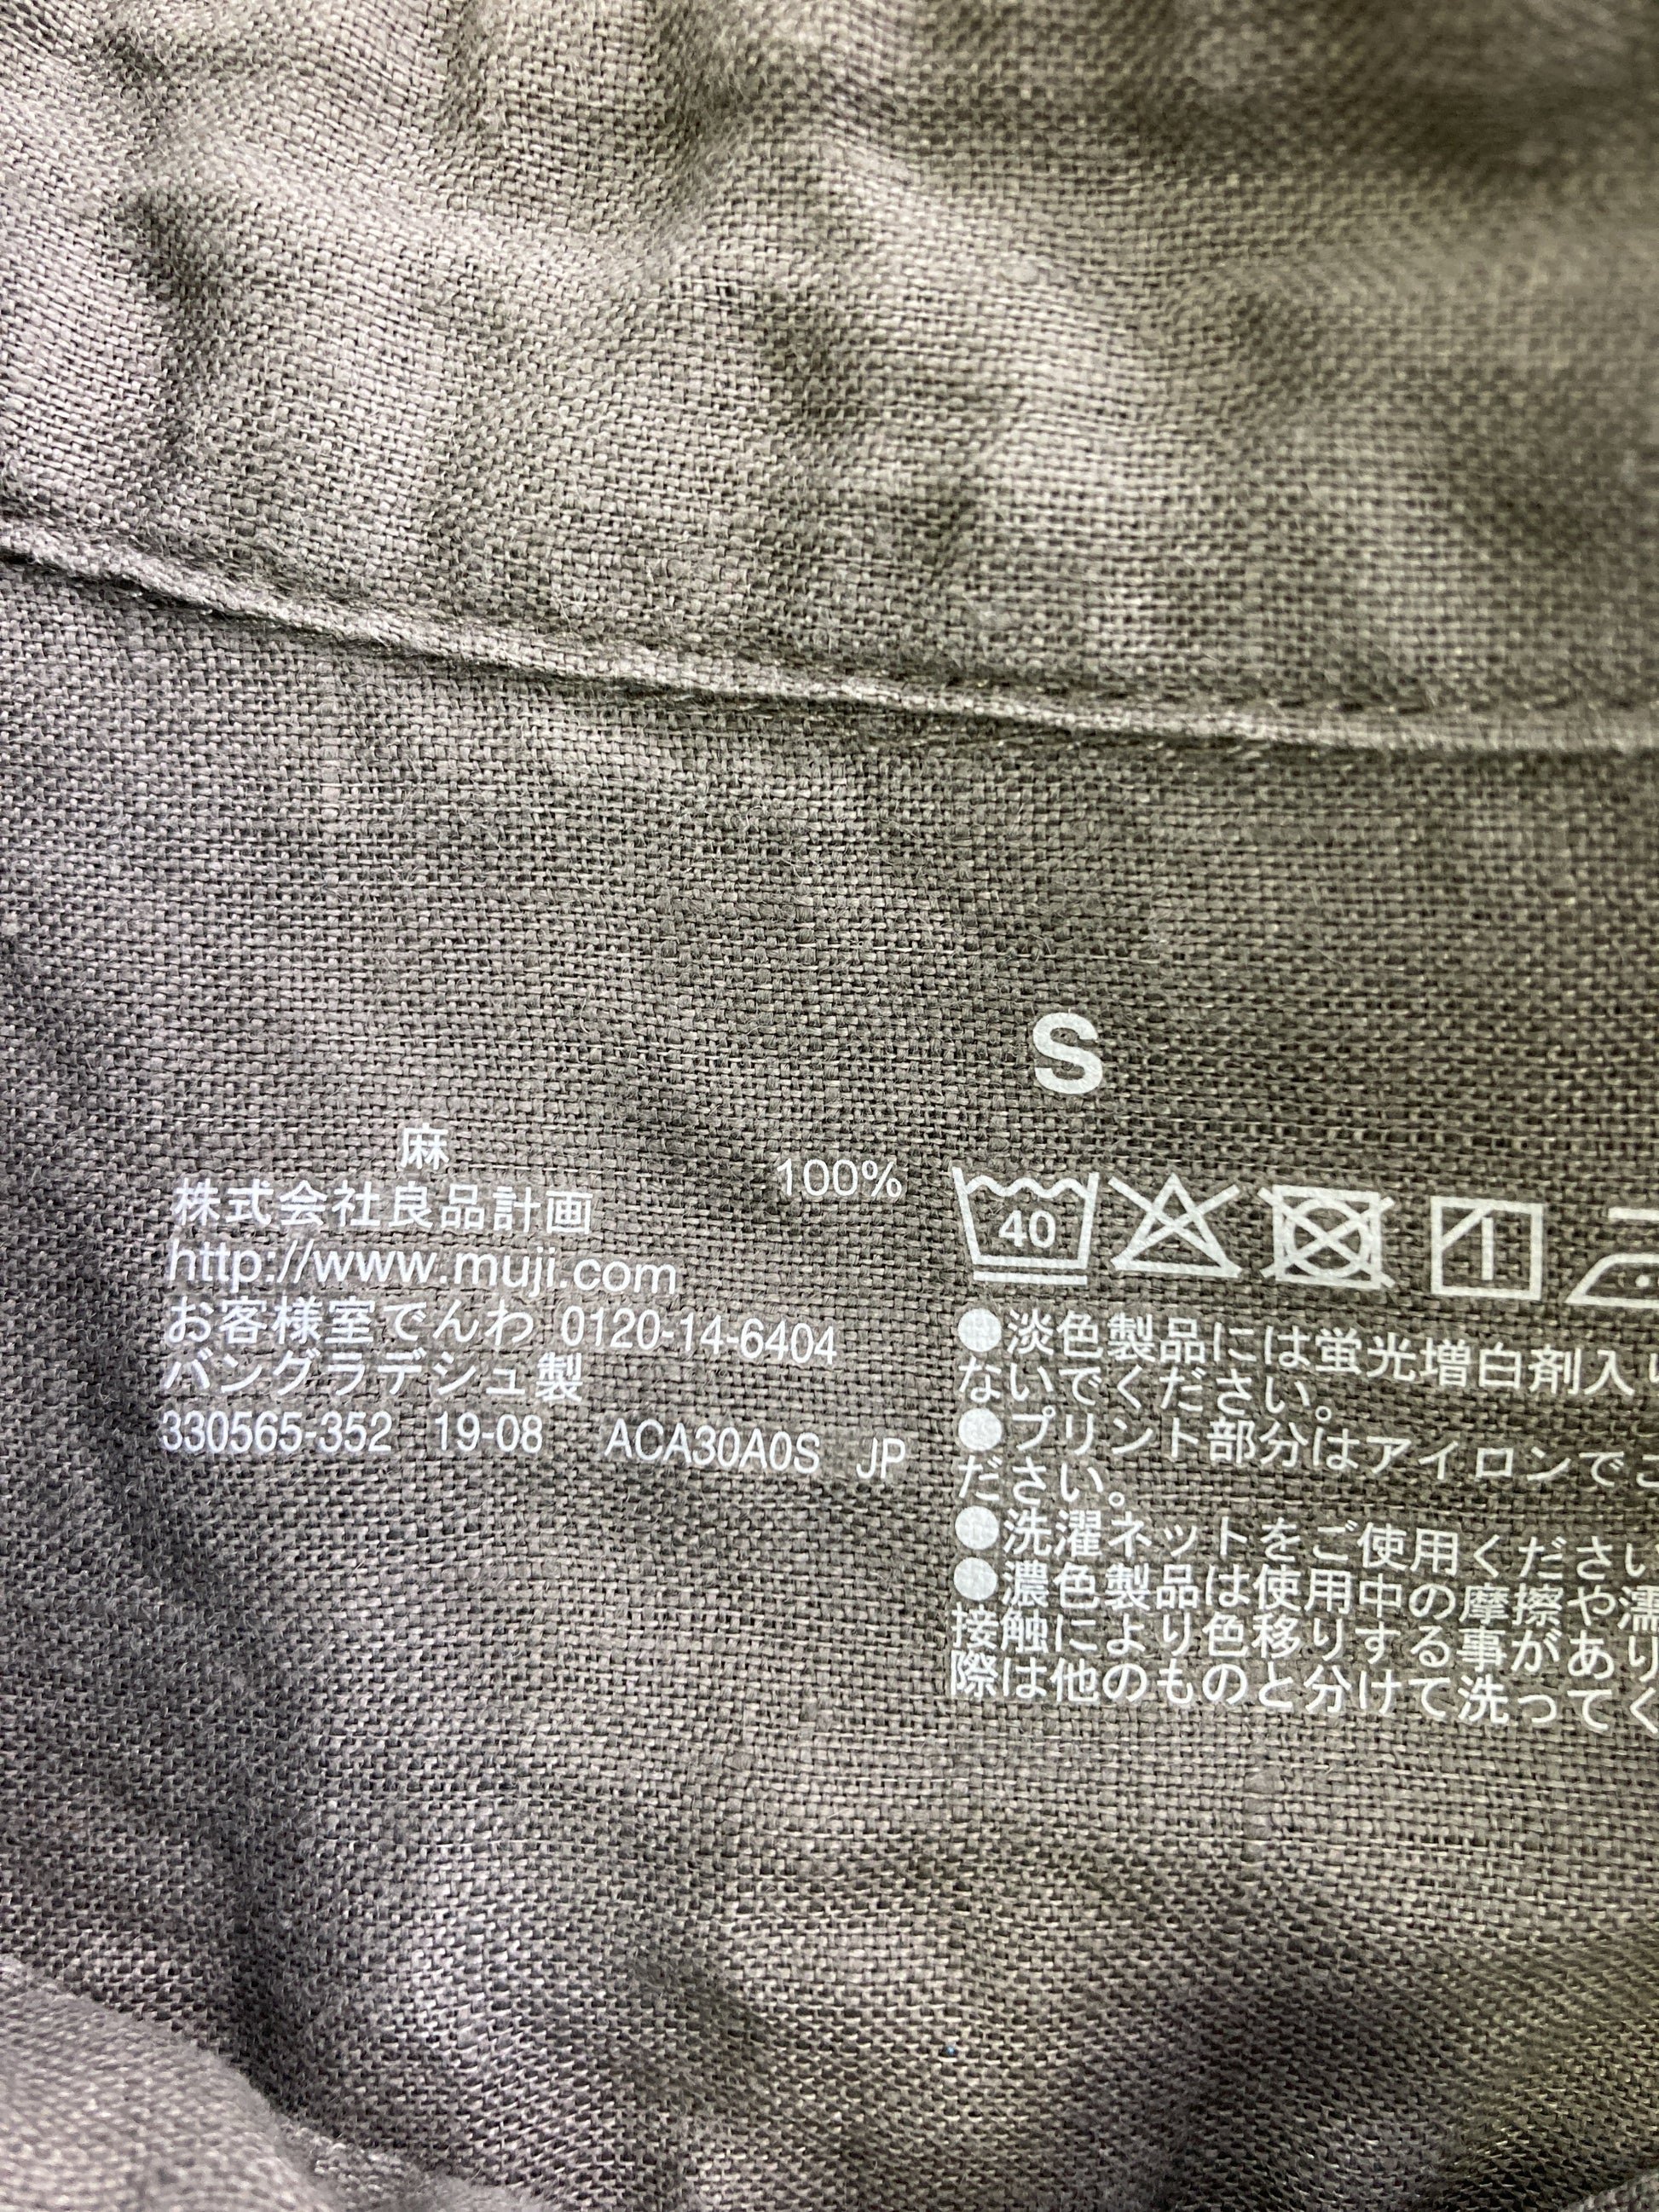 S
麻 100%
株式会社良品計画
http://www.muji.com
お客様室でんわ 0120-14-6404
バングラデシュ製
330565-352 19-08 ACA30A0S JP
40
●淡色製品には蛍光増白剤入り
ないでください。
●プリント部分はアイロンでこ
ださい。
●洗濯ネットをご使用ください
●濃色製品は使用中の摩擦や濡
接触により色移りする事があり
際は他のものと分けて洗ってく